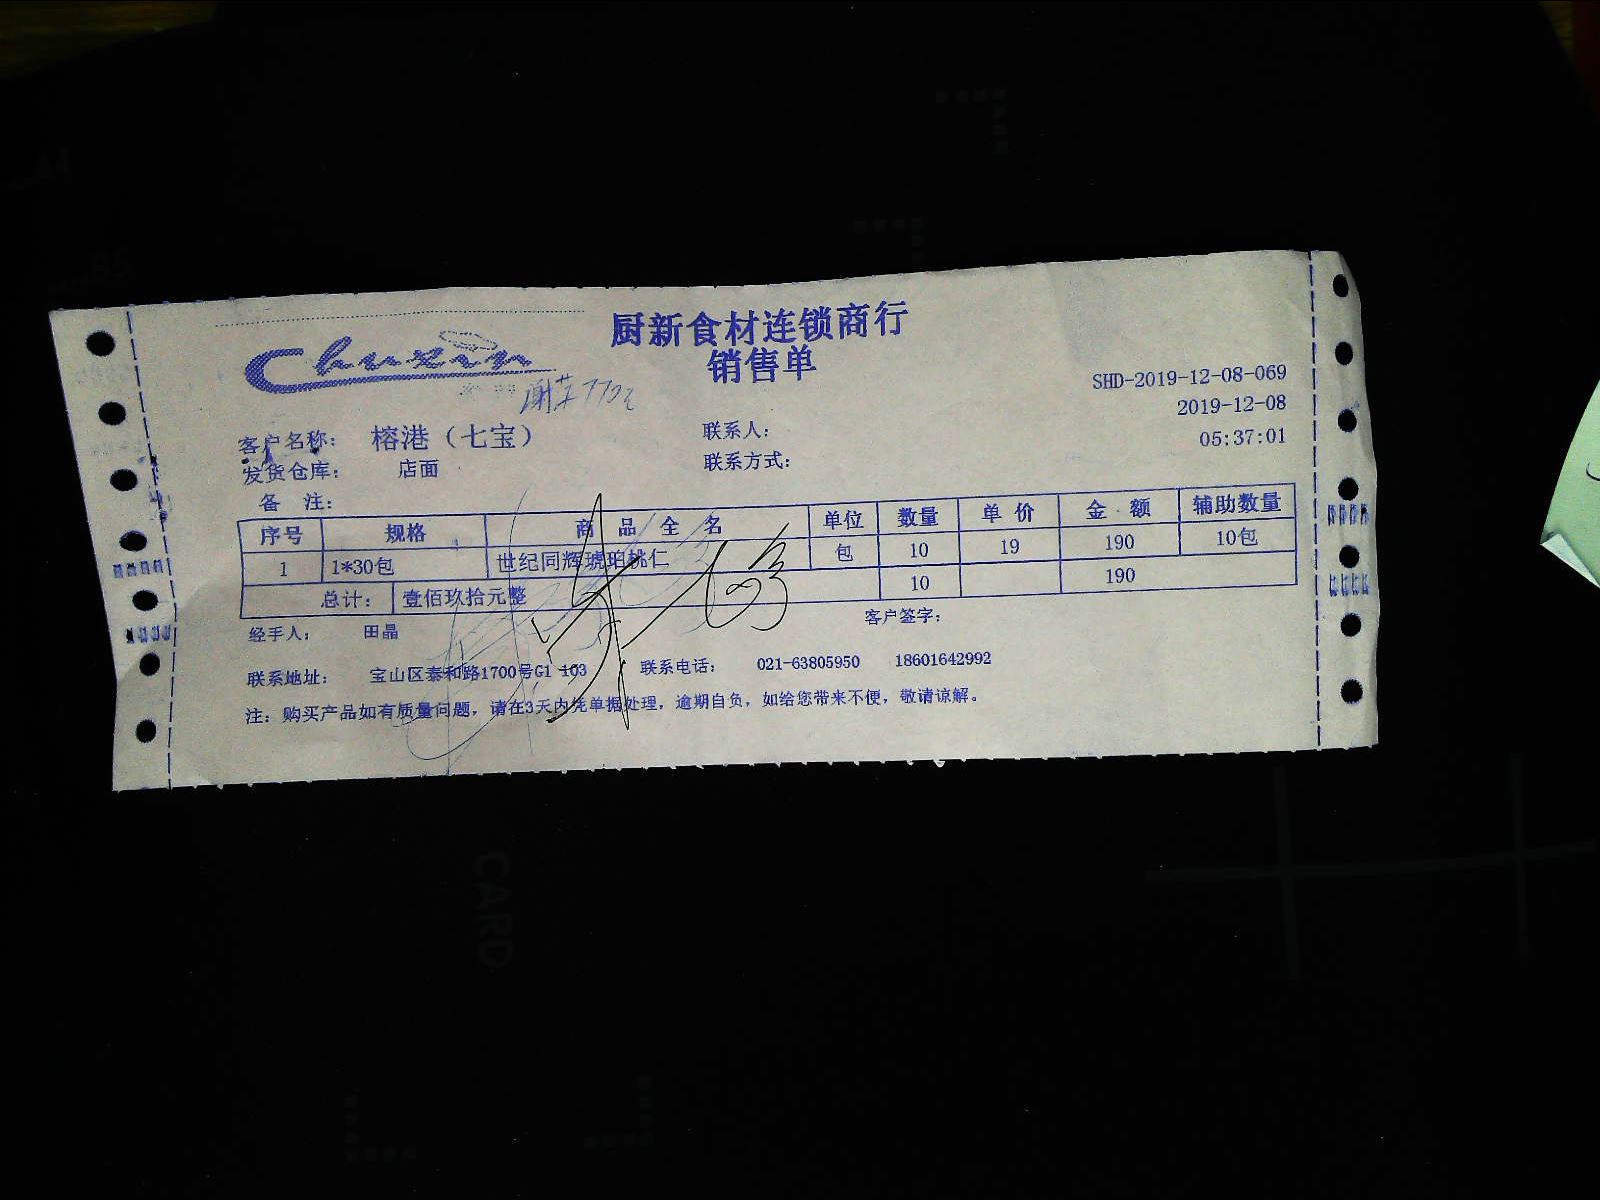 厨新食材连锁商行
Chuxin
销售单
SHD-2019-12-08-069
2019-12-08
客户名称: 榕港（七宝） 联系人:
05:37:01
发货仓库: 店面 联系方式:
备 注:
序号 规格 商 品 全 名 单位 数量 单 价 金 额 辅助数量
1 1*30包 世纪同辉琥珀桃仁 包 10 19 190 10包
总计: 壹佰玖拾元整 10 190
经手人; 田晶 客户签字:
联系地址: 宝山区泰和路1700号G1-103 联系电话: 021-63805950 18601642992
注: 购买产品如有质量问题, 请在3天内凭单据处理, 逾期自负, 如给您带来不便, 敬请谅解。
CARD